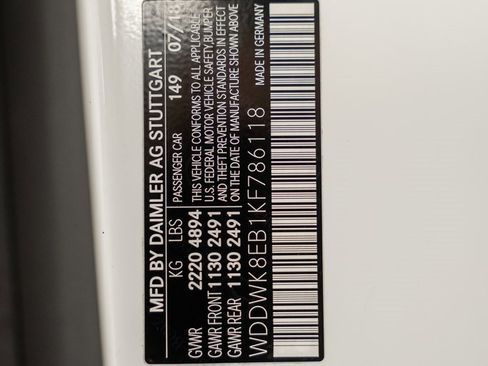 MFD BY DAIMLER AG STUTTGART
KG LBS PASSENGER CAR 149 07/18
GVWR 2220 4894 THIS VEHICLE CONFORMS TO ALL APPLICABLE
U.S. FEDERAL MOTOR VEHICLE SAFETY,BUMPER
GAWR FRONT 1130 2491 AND THEFT PREVENTION STANDARDS IN EFFECT
GAWR REAR 1130 2491 ON THE DATE OF MANUFACTURE SHOWN ABOVE
WDDWK8EB1KF786118 MADE IN GERMANY